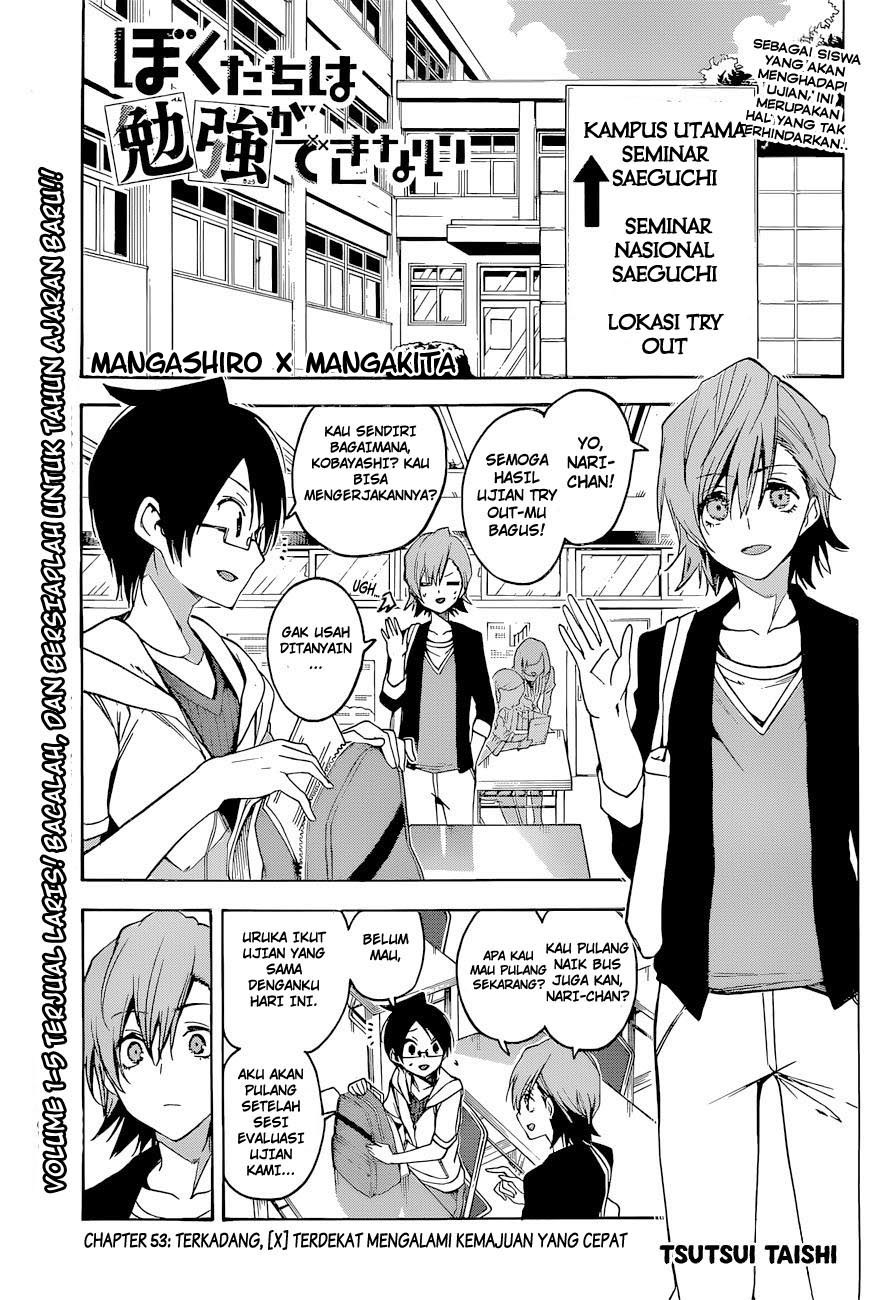 ぼくたちは
勉強ができない
SEBAGAI SISWA
YANG AKAN
MENGHADAPI
UJIAN, INI
MERUPAKAN
HAL YANG TAK
TERHINDARKAN..
KAMPUS UTAMA
SEMINAR
SAEGUCHI
SEMINAR
NASIONAL
SAEGUCHI
LOKASI TRY
OUT
MANGASHIRO X MANGAKITA
VOLUME 1-5 TERJUAL LARIS! BACALAH, DAN BERSIAPLAH UNTUK TAHUN AJARAN BARU!!
YO,
NARI-
CHAN!
SEMOGA
HASIL
UJIAN TRY
OUT-MU
BAGUS!
KAU SENDIRI
BAGAIMANA,
KOBAYASHI? KAU
BISA
MENGERJAKANNYA?
UGH...
GAK USAH
DITANYAIN
...
KAU PULANG
NAIK BUS
JUGA KAN,
NARI-CHAN?
APA KAU
MAU PULANG
SEKARANG?
BELUM
MAU,
URUKA IKUT
UJIAN YANG
SAMA
DENGANKU
HARI INI.
AKU AKAN
PULANG
SETELAH
SESI
EVALUASI
UJIAN
KAMI...
CHAPTER 53: TERKADANG, [X] TERDEKAT MENGALAMI KEMAJUAN YANG CEPAT
TSUTSUI TAISHI